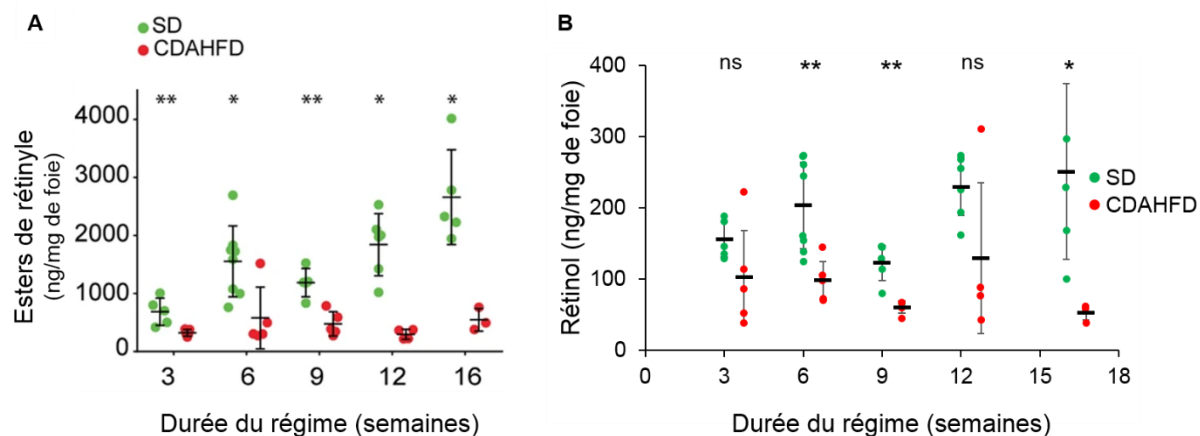 A
SD
CDAHFD
** * ** * *
Esters de rétinyle
(ng/mg de foie)
4000
3000
2000
1000
0
3 6 9 12 16
Durée du régime (semaines)
B
ns ** ** ns *
Rétinol (ng/mg de foie)
400
300
200
100
0
SD
CDAHFD
0 3 6 9 12 15 18
Durée du régime (semaines)